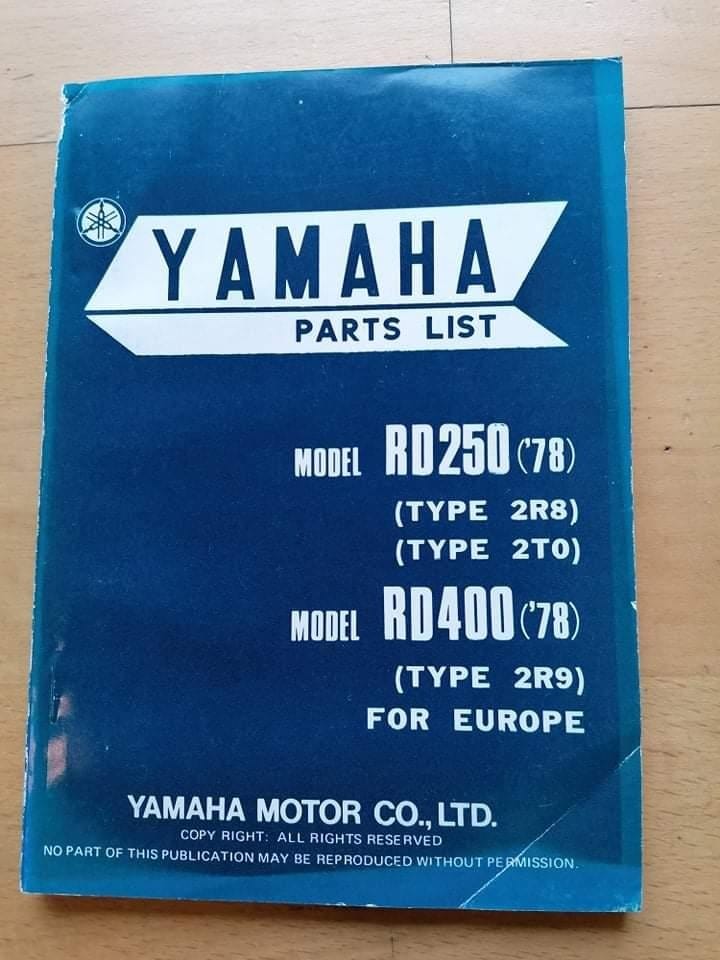 YAMAHA
PARTS LIST
MODEL RD250 ('78)
(TYPE 2R8)
(TYPE 2T0)
MODEL RD400 ('78)
(TYPE 2R9)
FOR EUROPE
YAMAHA MOTOR CO., LTD.
COPY RIGHT: ALL RIGHTS RESERVED
NO PART OF THIS PUBLICATION MAY BE REPRODUCED WITHOUT PERMISSION.